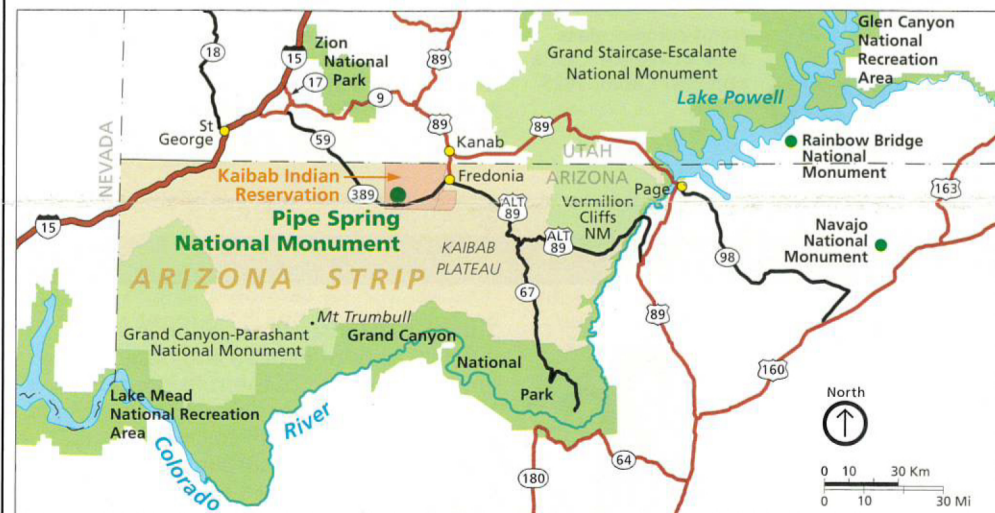 18
15
Zion
National
Park
17
9
89
Grand Staircase-Escalante
National Monument
Glen Canyon
National
Recreation
Area
Lake Powell
St
George
59
89
Kanab
89
UTAH
Rainbow Bridge
National
Monument
NEVADA
Kaibab Indian
Reservation
389
Fredonia
ARIZONA
Page
163
Pipe Spring
National Monument
15
ALT
89
Vermilion
Cliffs
NM
ALT
89
KAIBAB
PLATEAU
Navajo
National
Monument
98
ARIZONA STRIP
67
Mt Trumbull
Grand Canyon-Parashant
National Monument
Grand Canyon
National
Park
89
160
Lake Mead
National Recreation
Area
Colorado
River
North
64
180
0 10 30 Km
0 10 30 Mi